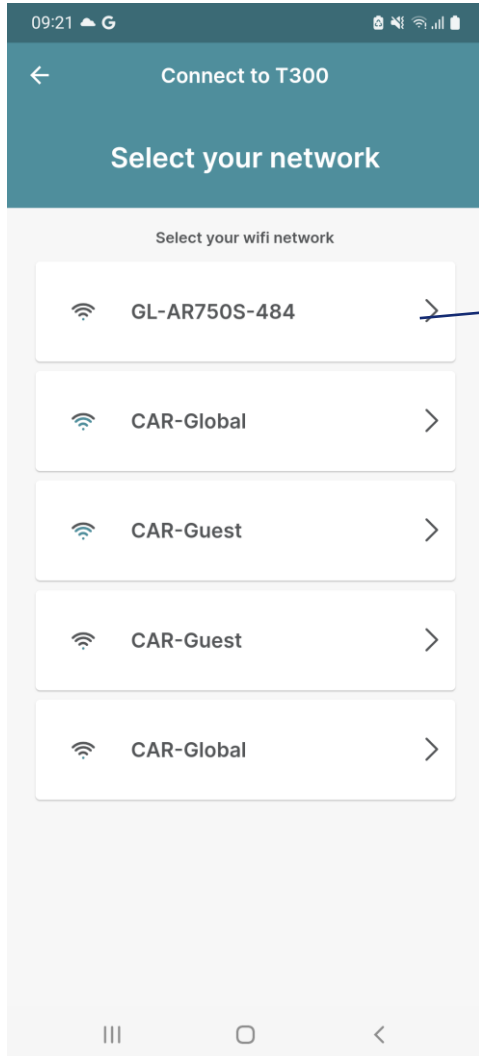 09:21 G
Connect to T300
Select your network
Select your wifi network
GL-AR750S-484
CAR-Global
CAR-Guest
CAR-Guest
CAR-Global